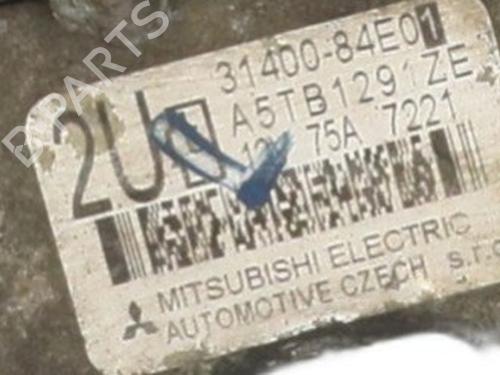 B PARTS
31400-84E01
2U
A5TB1291ZE
75A 7221
MITSUBISHI ELECTRIC
AUTOMOTIVE CZECH s.r.o